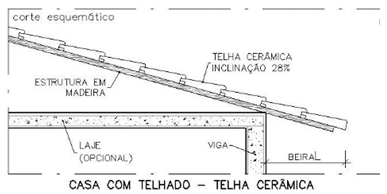 corte esquemático
TELHA CERÂMICA
INCLINAÇÃO 28%
ESTRUTURA EM
MADEIRA
LAJE
(OPCIONAL)
VIGA
BEIRAL
CASA COM TELHADO - TELHA CERÂMICA